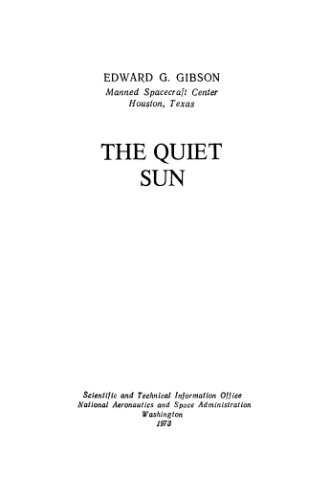 EDWARD G. GIBSON
Manned Spacecraft Center
Houston, Texas
THE QUIET
SUN
Scientific and Technical Information Office
National Aeronautics and Space Administration
Washington
1973